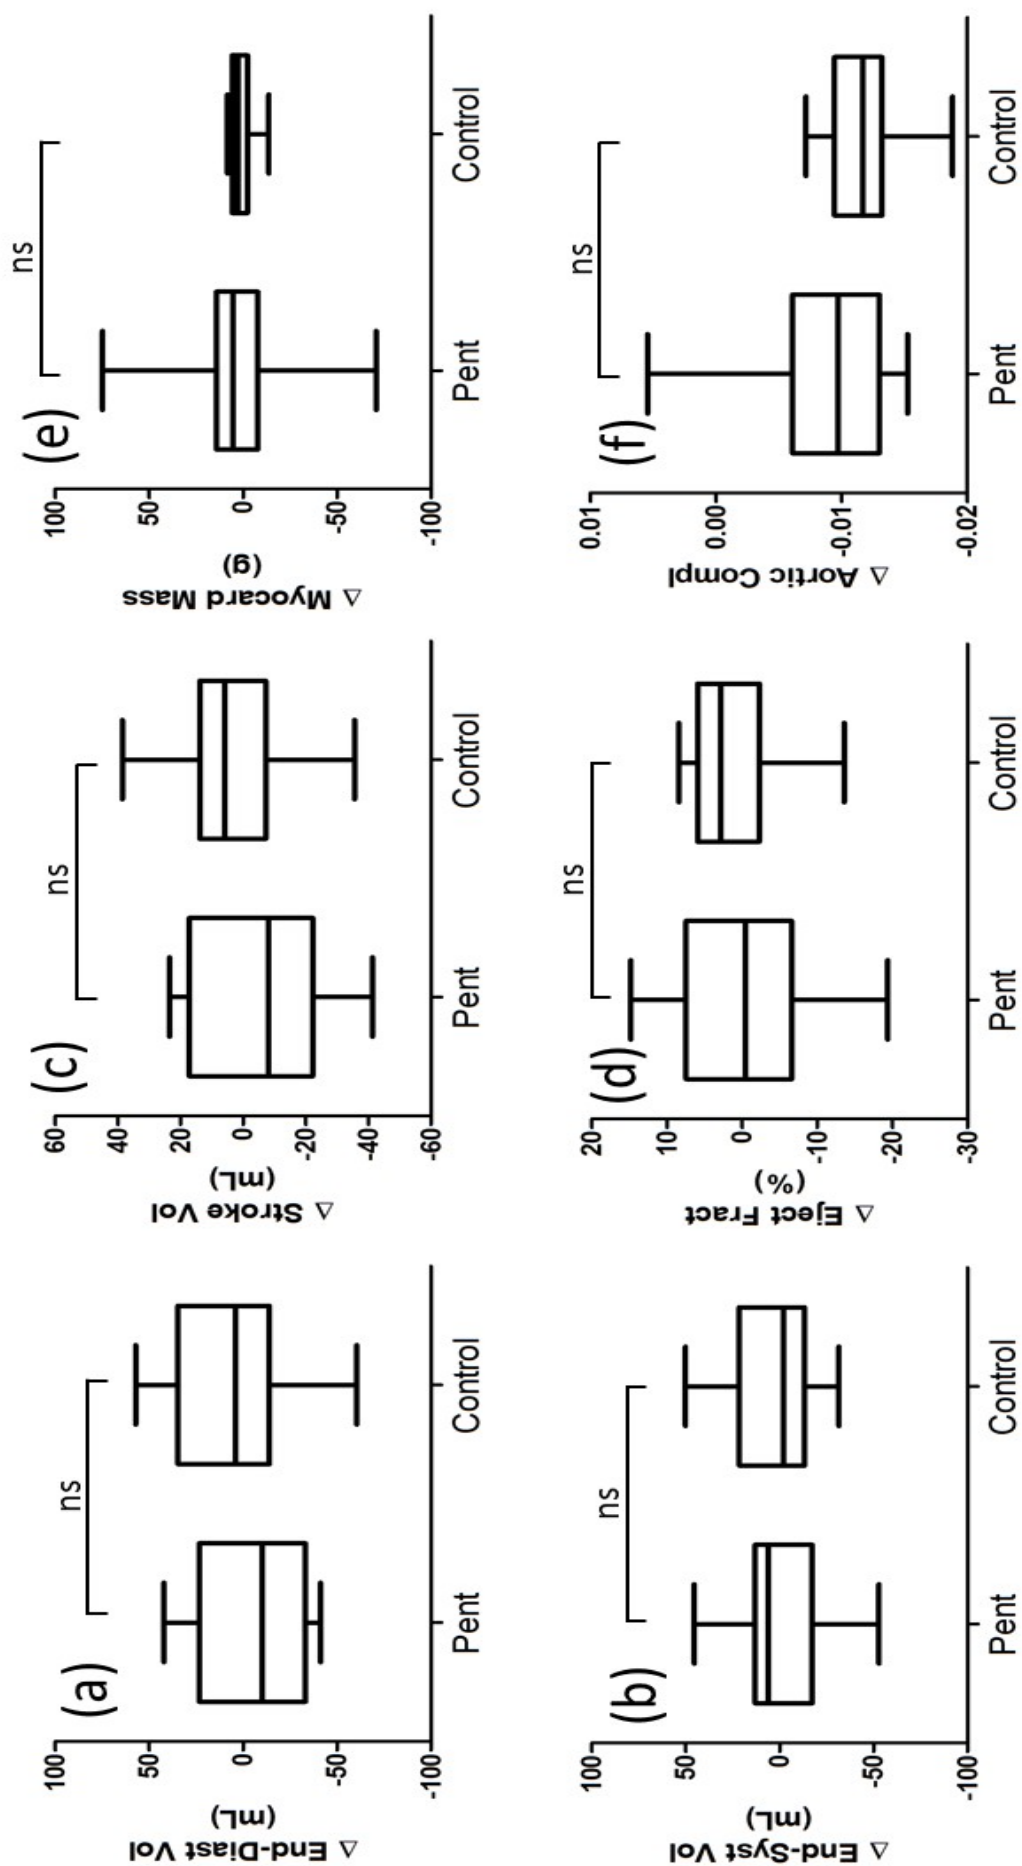 (a)
ns
Δ End-Diast Vol
(mL)
100
50
0
-50
-100
Pent
Control
(c)
ns
Δ Stroke Vol
(mL)
60
40
20
0
-20
-40
-60
Pent
Control
(e)
ns
Δ Myocard Mass
(g)
100
50
0
-50
-100
Pent
Control
(b)
ns
Δ End-Syst Vol
(mL)
100
50
0
-50
-100
Pent
Control
(d)
ns
Δ Eject Fract
(%)
20
10
0
-10
-20
-30
Pent
Control
(f)
ns
Δ Aortic Compl
0.01
0.00
-0.01
-0.02
Pent
Control